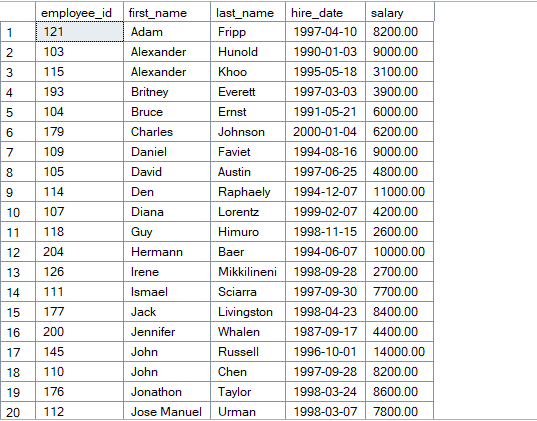 employee_id first_name last_name hire_date salary
1 121 Adam Fripp 1997-04-10 8200.00
2 103 Alexander Hunold 1990-01-03 9000.00
3 115 Alexander Khoo 1995-05-18 3100.00
4 193 Britney Everett 1997-03-03 3900.00
5 104 Bruce Ernst 1991-05-21 6000.00
6 179 Charles Johnson 2000-01-04 6200.00
7 109 Daniel Faviet 1994-08-16 9000.00
8 105 David Austin 1997-06-25 4800.00
9 114 Den Raphaely 1994-12-07 11000.00
10 107 Diana Lorentz 1999-02-07 4200.00
11 118 Guy Himuro 1998-11-15 2600.00
12 204 Hermann Baer 1994-06-07 10000.00
13 126 Irene Mikkilineni 1998-09-28 2700.00
14 111 Ismael Sciarra 1997-09-30 7700.00
15 177 Jack Livingston 1998-04-23 8400.00
16 200 Jennifer Whalen 1987-09-17 4400.00
17 145 John Russell 1996-10-01 14000.00
18 110 John Chen 1997-09-28 8200.00
19 176 Jonathon Taylor 1998-03-24 8600.00
20 112 Jose Manuel Urman 1998-03-07 7800.00